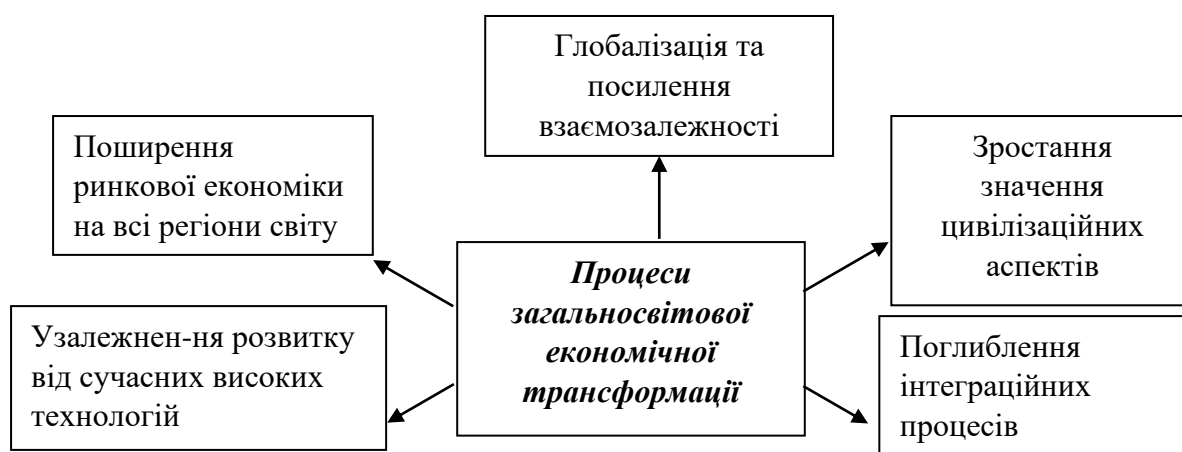 Глобалізація та
посилення
взаємозалежності
Поширення
ринкової економіки
на всі регіони світу
Зростання
значення
цивілізаційних
аспектів
Процеси
загальносвітової
економічної
трансформації
Узалежнен-ня розвитку
від сучасних високих
технологій
Поглиблення
інтеграційних
процесів